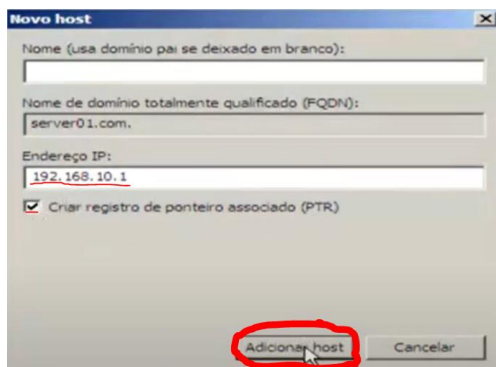 Novo host
Nome (usa domínio pai se deixado em branco):
Nome de domínio totalmente qualificado (FQDN):
server01.com.
Endereço IP:
192.168.10.1
Criar registro de ponteiro associado (PTR)
Adicionar host
Cancelar